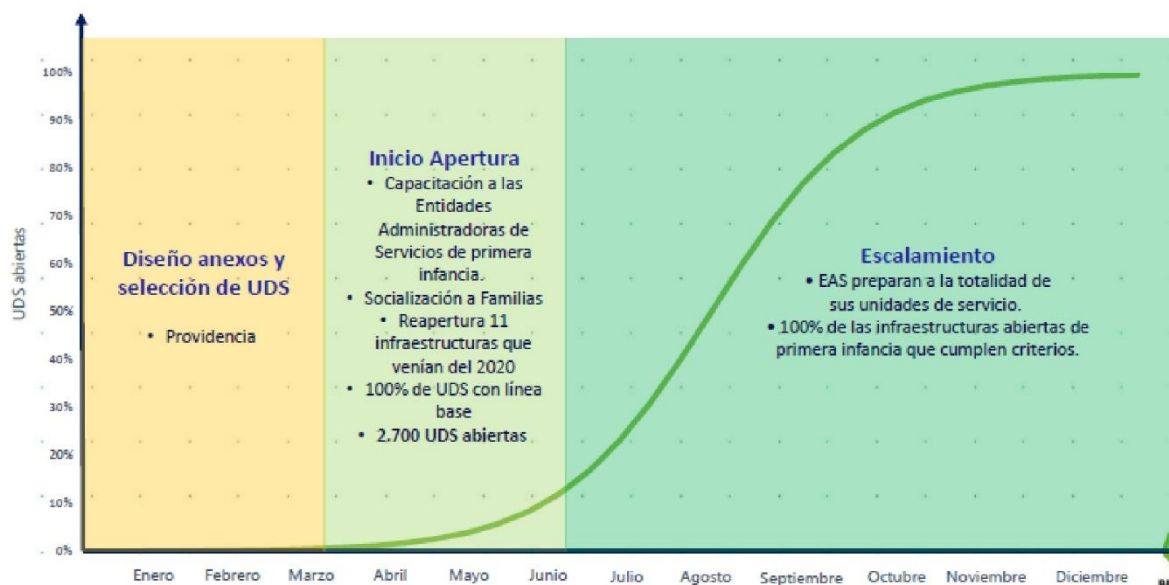 100%
90%
80%
70%
60%
50%
40%
30%
20%
10%
0%
UDS abiertas
Diseño anexos y
selección de UDS
• Providencia
Inicio Apertura
• Capacitación a las
Entidades
Administradoras de
Servicios de primera
infancia.
• Socialización a Familias
• Reapertura 11
infraestructuras que
venían del 2020
• 100% de UDS con línea
base
• 2.700 UDS abiertas
Escalamiento
• EAS preparan a la totalidad de
sus unidades de servicio.
• 100% de las infraestructuras abiertas de
primera infancia que cumplen criterios.
Enero Febrero Marzo Abril Mayo Junio Julio Agosto Septiembre Octubre Noviembre Diciembre